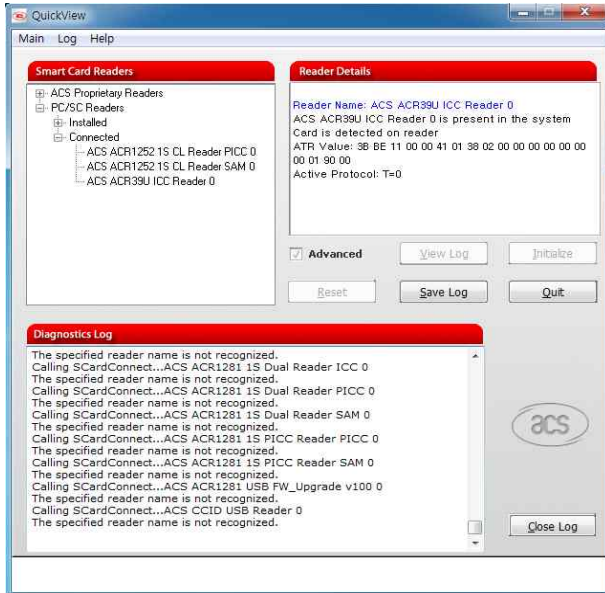 QuickView
Main Log Help
Smart Card Readers
ACS Proprietary Readers
PC/SC Readers
Installed
Connected
ACS ACR1252 1S CL Reader PICC 0
ACS ACR1252 1S CL Reader SAM 0
ACS ACR39U ICC Reader 0
Reader Details
Reader Name: ACS ACR39U ICC Reader 0
ACS ACR39U ICC Reader 0 is present in the system
Card is detected on reader
ATR Value: 3B BE 11 00 00 41 01 38 02 00 00 00 00 00 00
00 01 90 00
Active Protocol: T=0
Advanced
View Log
Initialize
Reset
Save Log
Quit
Diagnostics Log
The specified reader name is not recognized.
Calling SCardConnect...ACS ACR1281 1S Dual Reader ICC 0
The specified reader name is not recognized.
Calling SCardConnect...ACS ACR1281 1S Dual Reader PICC 0
The specified reader name is not recognized.
Calling SCardConnect...ACS ACR1281 1S Dual Reader SAM 0
The specified reader name is not recognized.
Calling SCardConnect...ACS ACR1281 1S PICC Reader PICC 0
The specified reader name is not recognized.
Calling SCardConnect...ACS ACR1281 1S PICC Reader SAM 0
The specified reader name is not recognized.
Calling SCardConnect...ACS ACR1281 USB FW_Upgrade v100 0
The specified reader name is not recognized.
Calling SCardConnect...ACS CCID USB Reader 0
The specified reader name is not recognized.
acs
Close Log